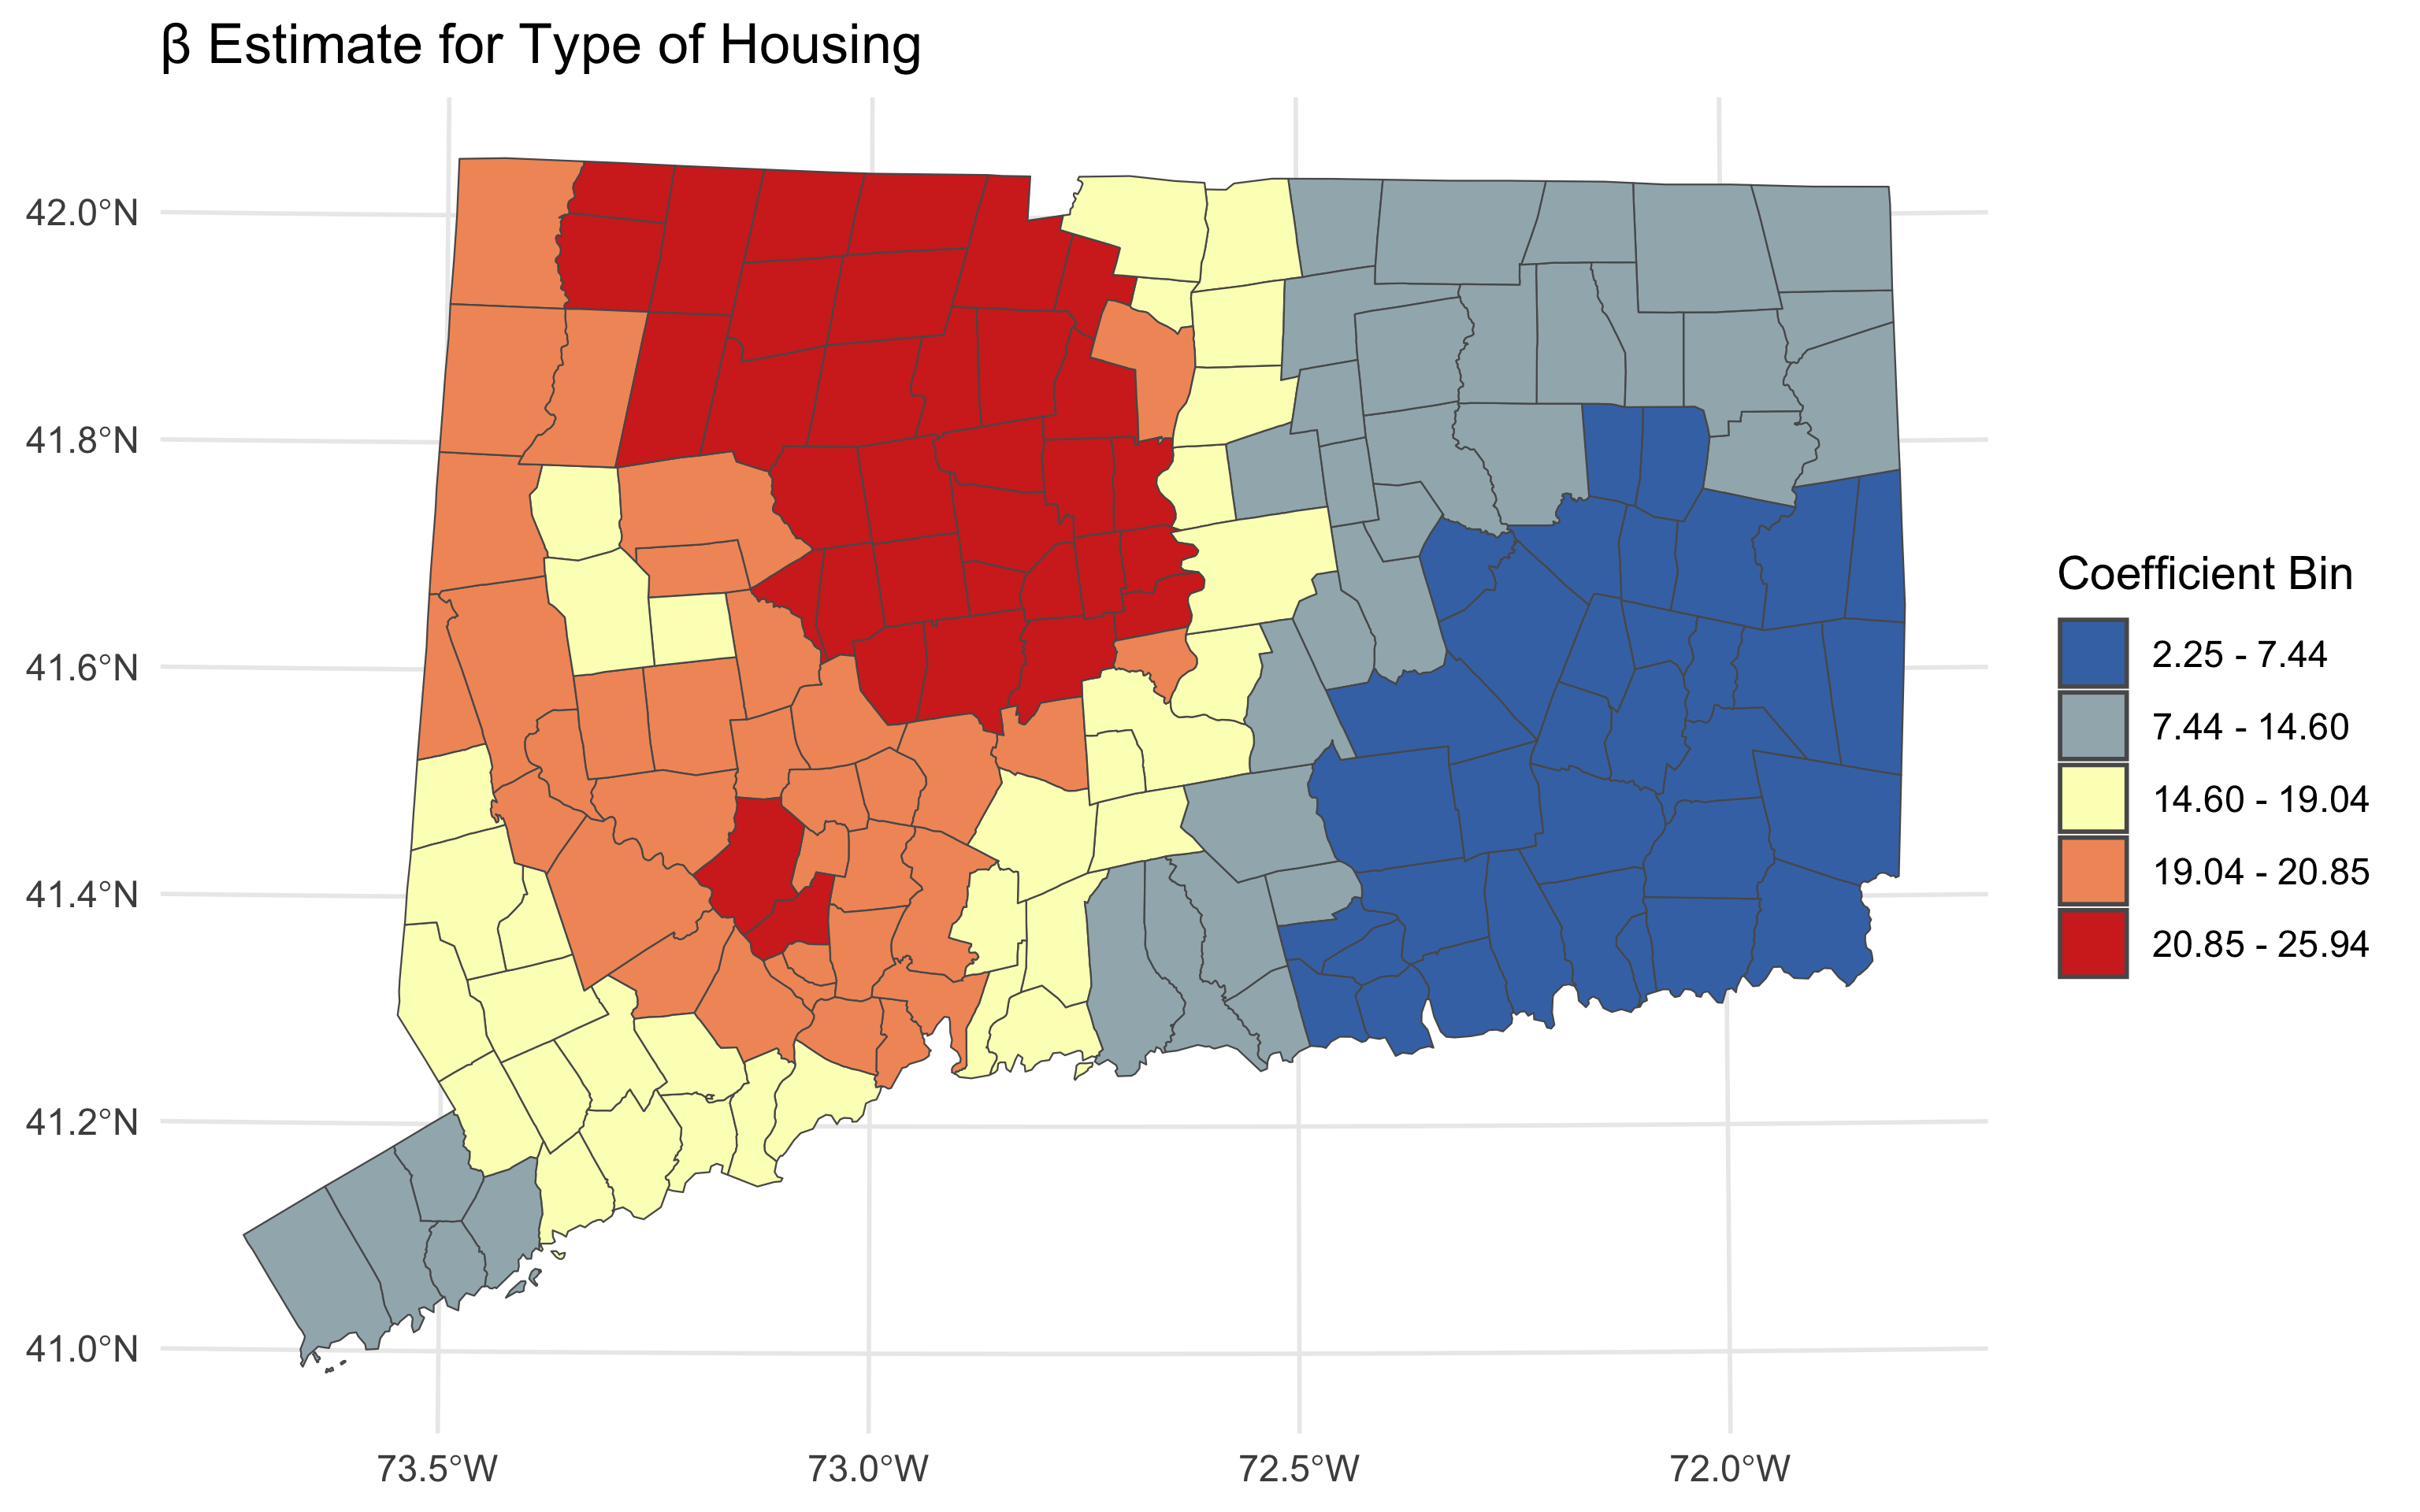 β Estimate for Type of Housing
42.0°N
41.8°N
41.6°N
41.4°N
41.2°N
41.0°N
73.5°W
73.0°W
72.5°W
72.0°W
Coefficient Bin
2.25 - 7.44
7.44 - 14.60
14.60 - 19.04
19.04 - 20.85
20.85 - 25.94